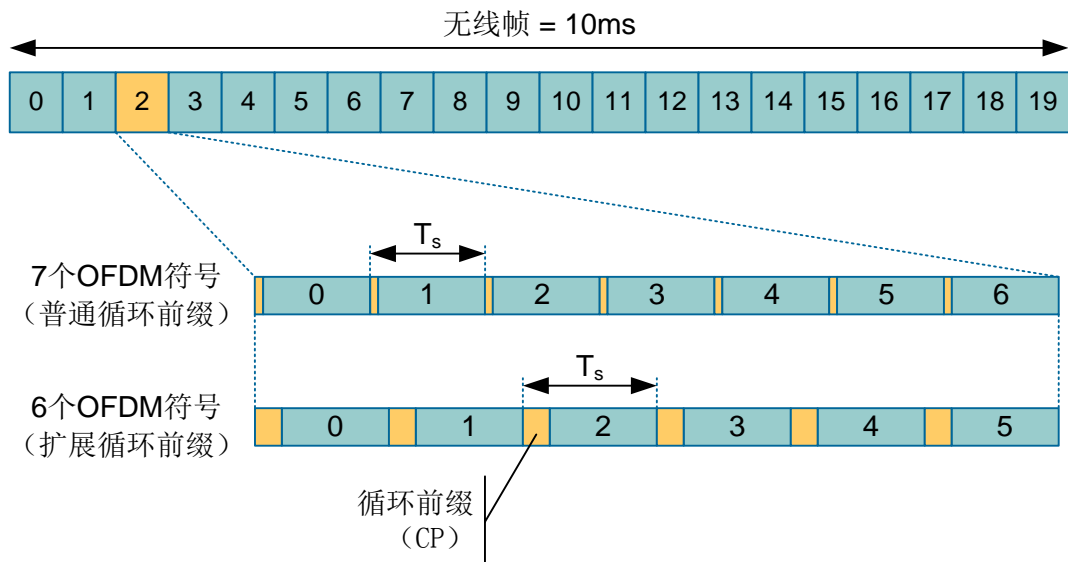 无线帧 = 10ms
0 1 2 3 4 5 6 7 8 9 10 11 12 13 14 15 16 17 18 19
Ts
7个OFDM符号
（普通循环前缀）
0 1 2 3 4 5 6
Ts
6个OFDM符号
（扩展循环前缀）
0 1 2 3 4 5
循环前缀
（CP）